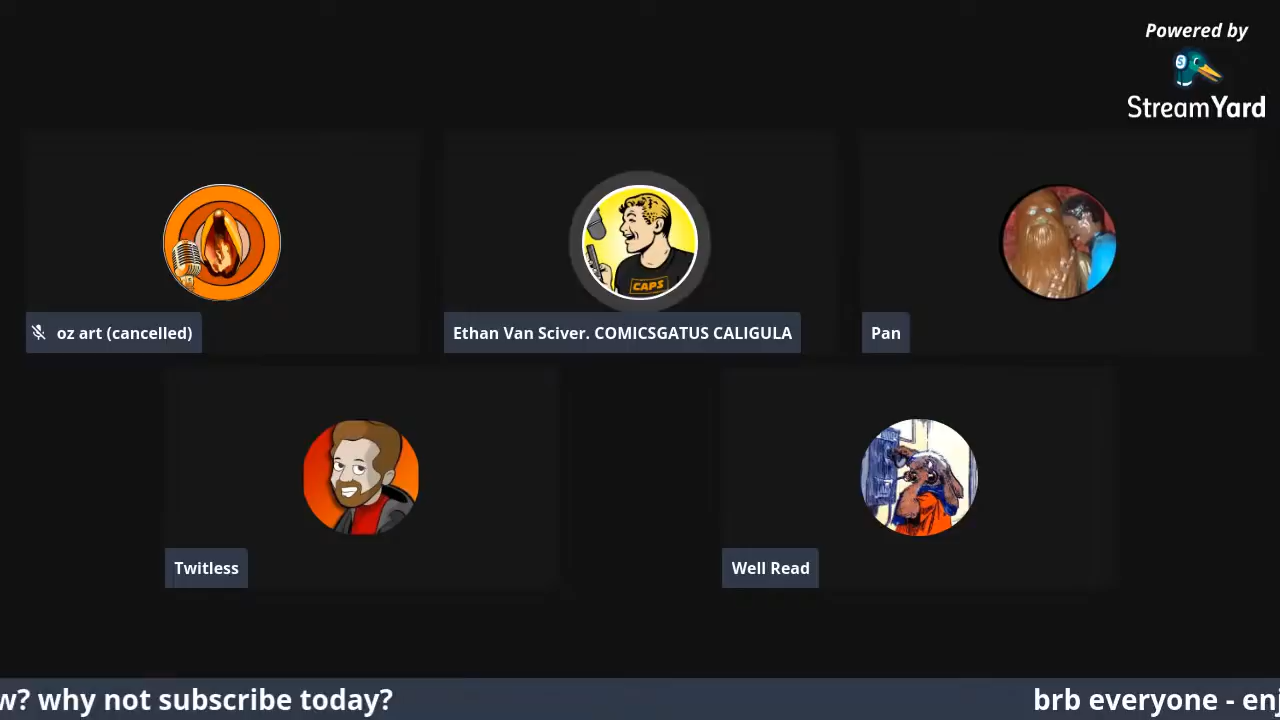 Powered by
StreamYard
oz art (cancelled)
Ethan Van Sciver. COMICSGATUS CALIGULA
CAPS
Pan
Twitless
Well Read
w? why not subscribe today?
brb everyone - enj